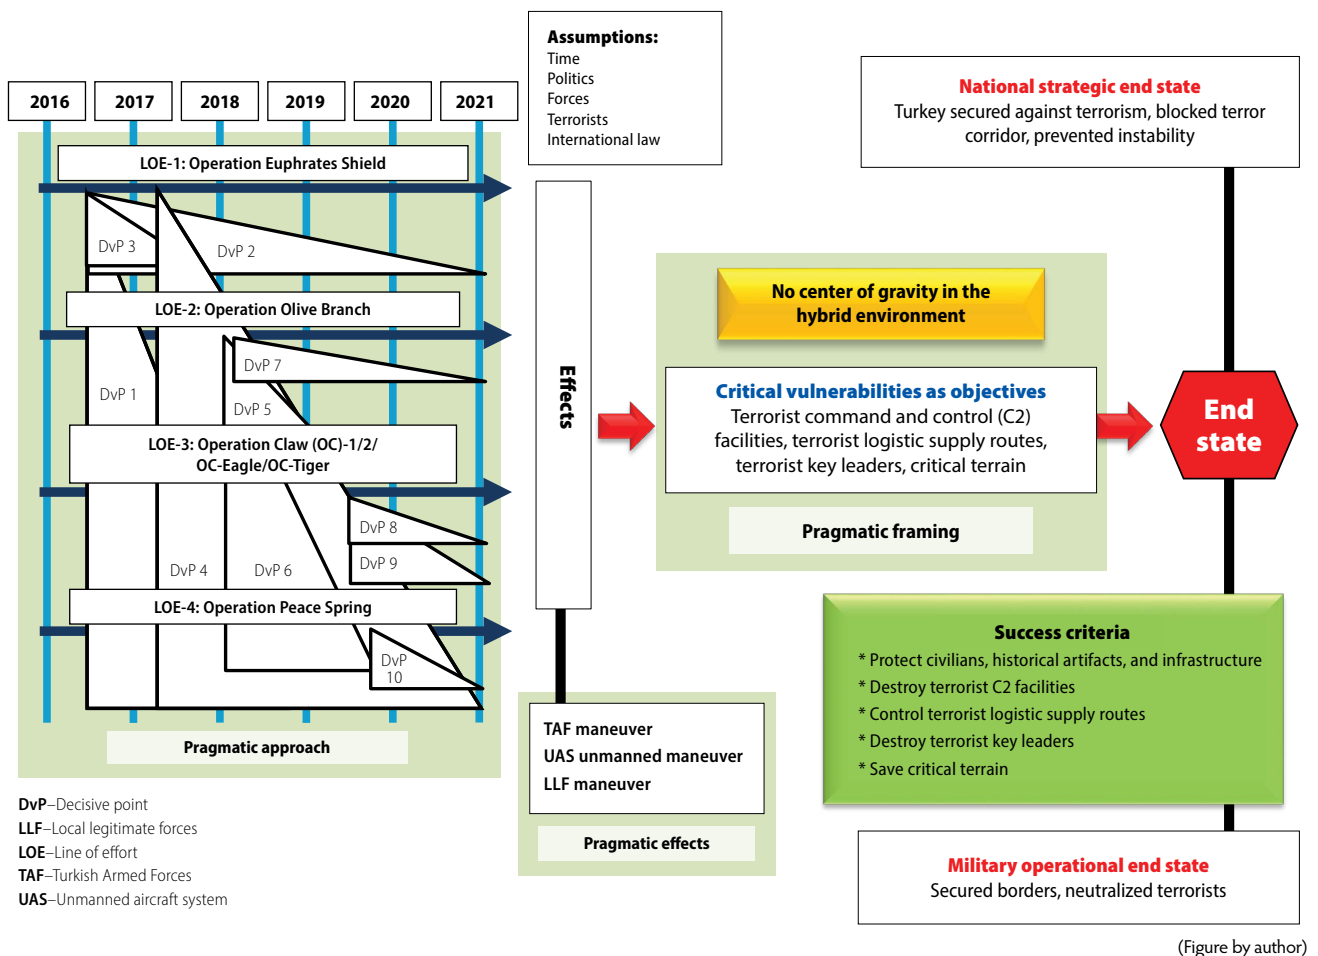 2016
2017
2018
2019
2020
2021
LOE-1: Operation Euphrates Shield
DvP 3
DvP 2
LOE-2: Operation Olive Branch
DvP 7
DvP 1
DvP 5
LOE-3: Operation Claw (OC)-1/2/
OC-Eagle/OC-Tiger
DvP 8
DvP 9
DvP 4
DvP 6
LOE-4: Operation Peace Spring
DvP
10
Pragmatic approach
DvP–Decisive point
LLF–Local legitimate forces
LOE–Line of effort
TAF–Turkish Armed Forces
UAS–Unmanned aircraft system
Assumptions:
Time
Politics
Forces
Terrorists
International law
Effects
TAF maneuver
UAS unmanned maneuver
LLF maneuver
Pragmatic effects
No center of gravity in the
hybrid environment
Critical vulnerabilities as objectives
Terrorist command and control (C2)
facilities, terrorist logistic supply routes,
terrorist key leaders, critical terrain
Pragmatic framing
National strategic end state
Turkey secured against terrorism, blocked terror
corridor, prevented instability
End
state
Success criteria
* Protect civilians, historical artifacts, and infrastructure
* Destroy terrorist C2 facilities
* Control terrorist logistic supply routes
* Destroy terrorist key leaders
* Save critical terrain
Military operational end state
Secured borders, neutralized terrorists
(Figure by author)